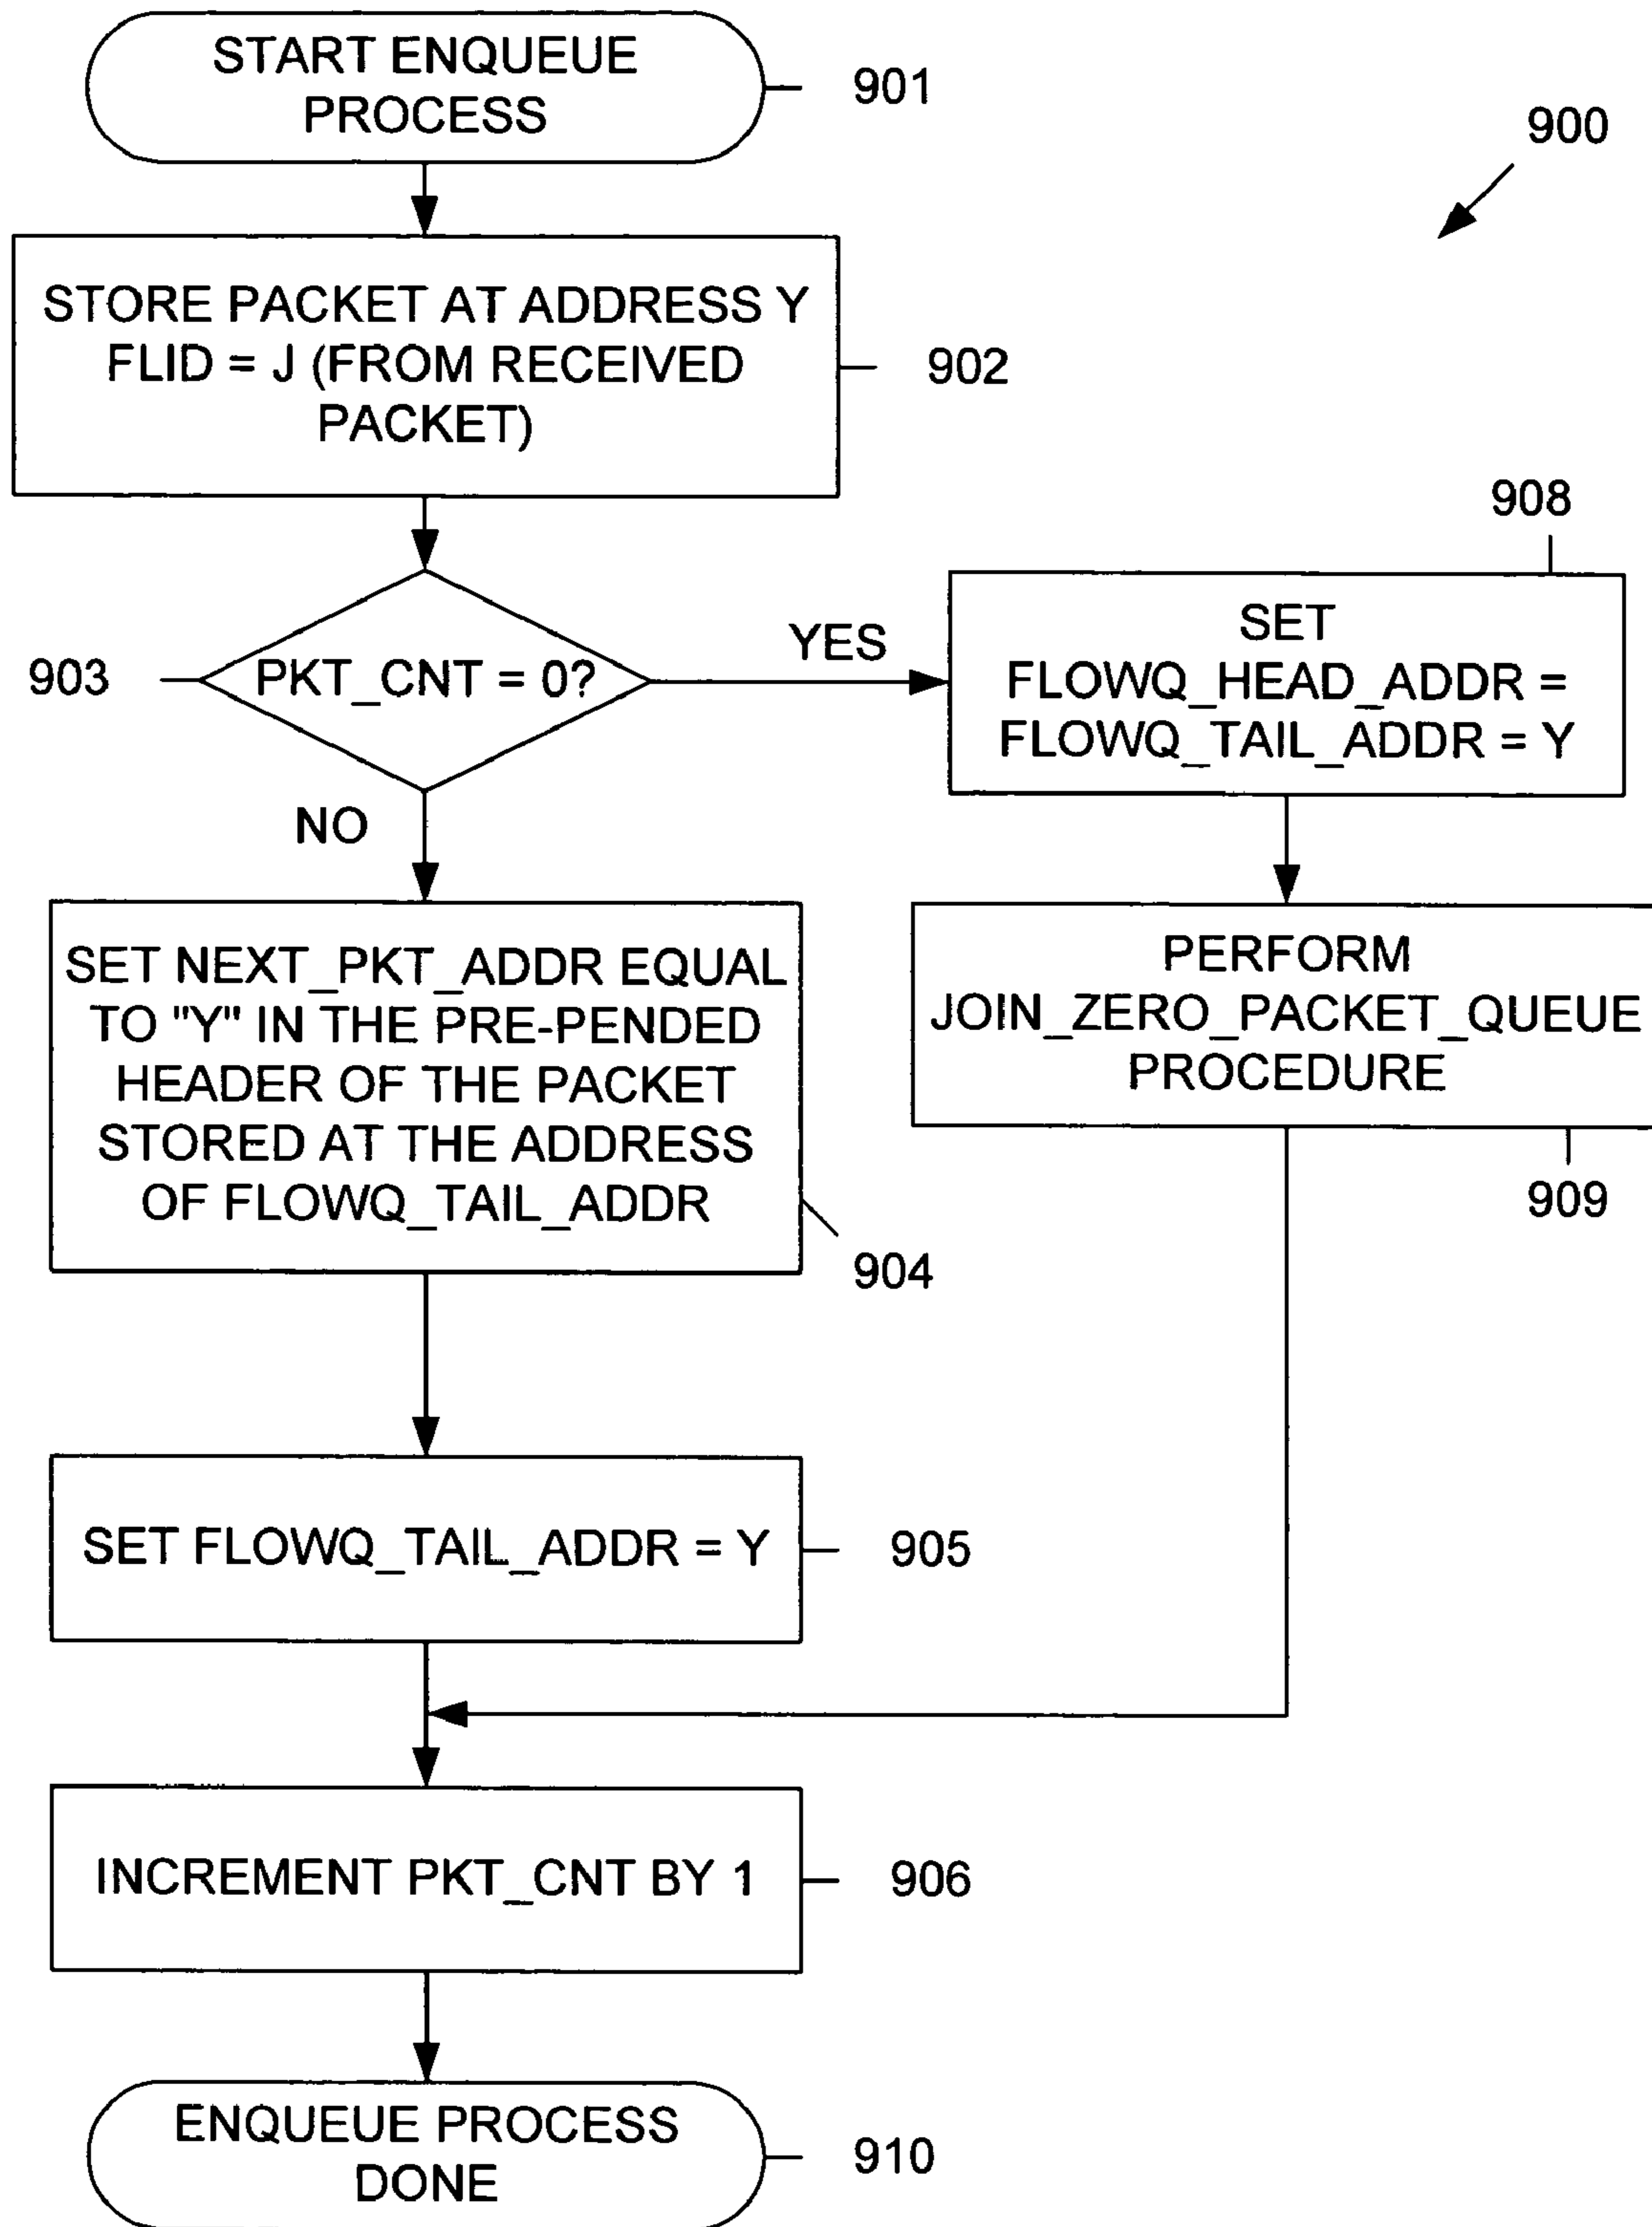 START ENQUEUE
PROCESS
901
900
STORE PACKET AT ADDRESS Y
FLID = J (FROM RECEIVED
PACKET)
902
903
PKT_CNT = 0?
YES
NO
908
SET
FLOWQ_HEAD_ADDR =
FLOWQ_TAIL_ADDR = Y
SET NEXT_PKT_ADDR EQUAL
TO "Y" IN THE PRE-PENDED
HEADER OF THE PACKET
STORED AT THE ADDRESS
OF FLOWQ_TAIL_ADDR
904
PERFORM
JOIN_ZERO_PACKET_QUEUE
PROCEDURE
909
SET FLOWQ_TAIL_ADDR = Y
905
INCREMENT PKT_CNT BY 1
906
ENQUEUE PROCESS
DONE
910